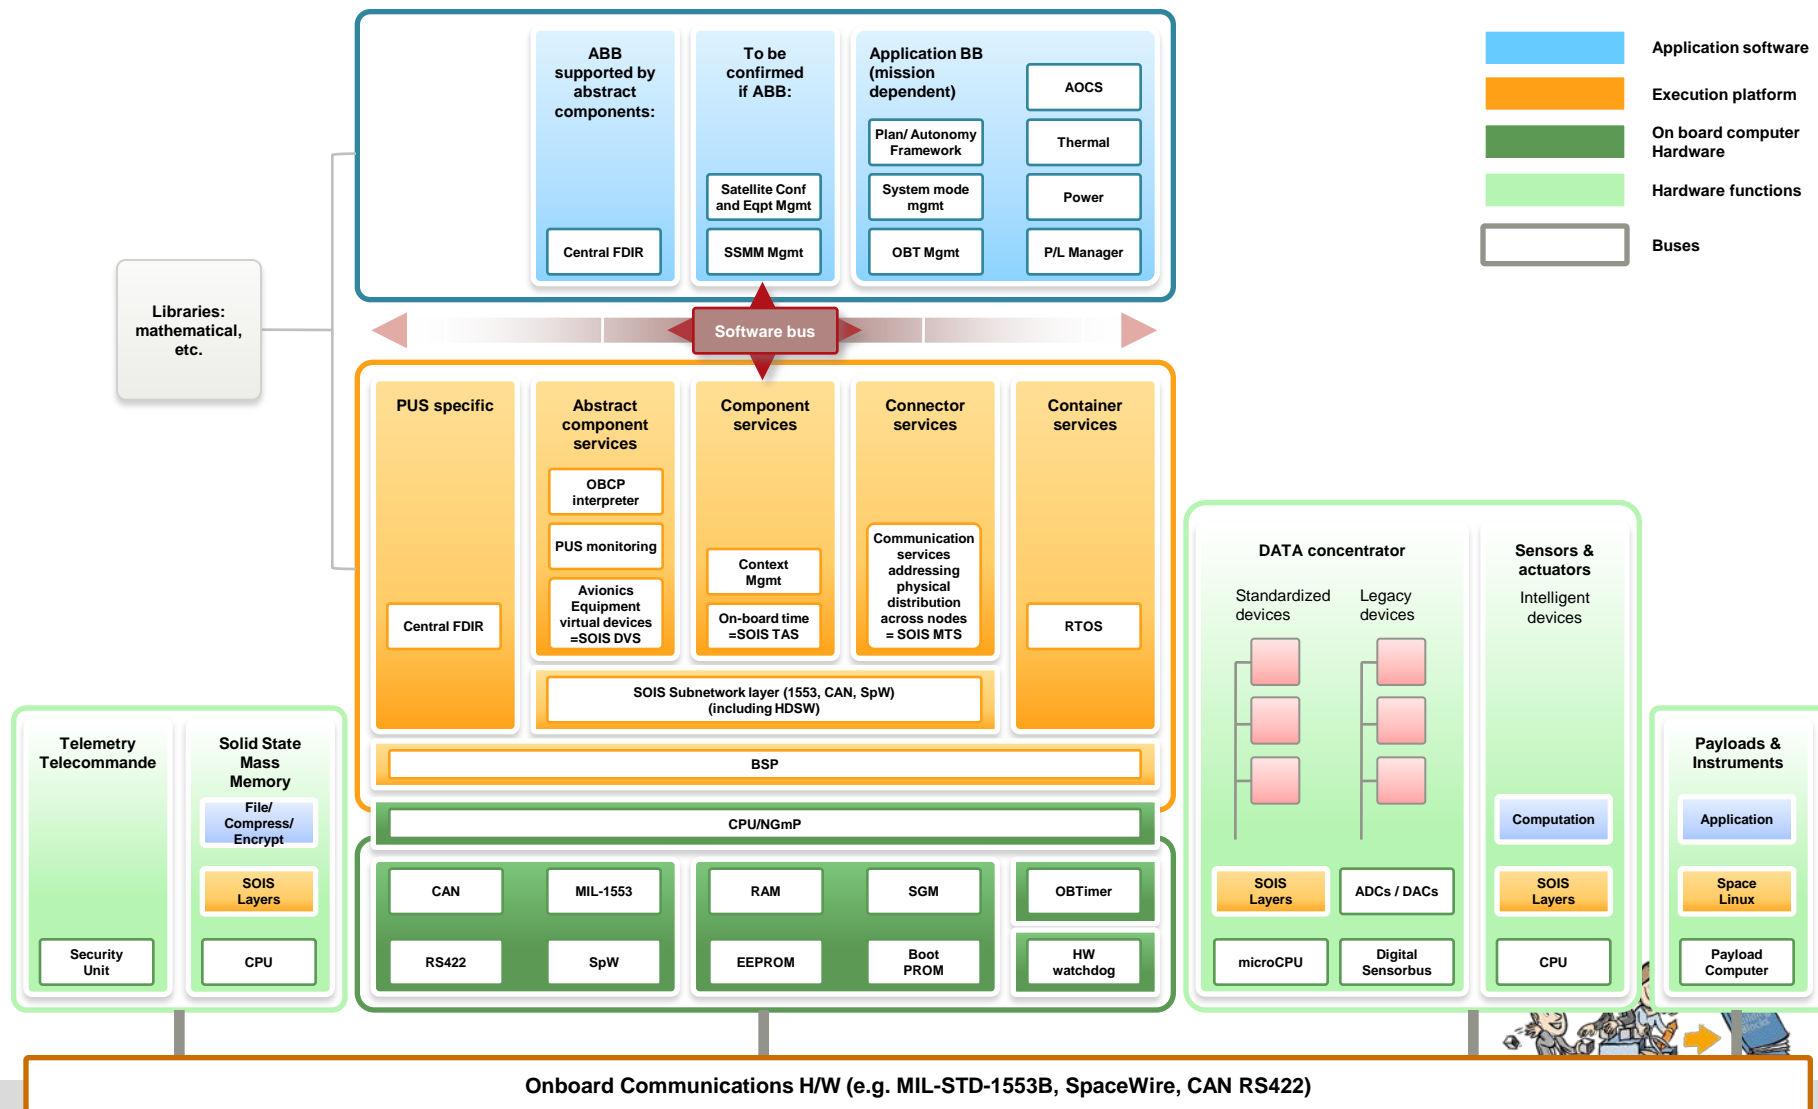 ABB
supported by
abstract
components:
Central FDIR
To be
confirmed
if ABB:
Satellite Conf
and Eqpt Mgmt
SSMM Mgmt
Application BB
(mission
dependent)
Plan/ Autonomy
Framework
System mode
mgmt
OBT Mgmt
AOCS
Thermal
Power
P/L Manager
Application software
Execution platform
On board computer
Hardware
Hardware functions
Buses
Libraries:
mathematical,
etc.
Software bus
PUS specific
Central FDIR
Abstract
component
services
OBCP
interpreter
PUS monitoring
Avionics
Equipment
virtual devices
=SOIS DVS
Component
services
Context
Mgmt
On-board time
=SOIS TAS
Connector
services
Communication
services
addressing
physical
distribution
across nodes
= SOIS MTS
Container
services
RTOS
SOIS Subnetwork layer (1553, CAN, SpW)
(including HDSW)
BSP
CPU/NGmP
CAN
MIL-1553
RS422
SpW
RAM
SGM
EEPROM
Boot
PROM
OBTimer
HW
watchdog
Telemetry
Telecommande
Security
Unit
Solid State
Mass
Memory
File/
Compress/
Encrypt
SOIS
Layers
CPU
DATA concentrator
Standardized
devices
Legacy
devices
SOIS
Layers
ADCs / DACs
microCPU
Digital
Sensorbus
Sensors &
actuators
Intelligent
devices
Computation
SOIS
Layers
CPU
Payloads &
Instruments
Application
Space
Linux
Payload
Computer
Onboard Communications H/W (e.g. MIL-STD-1553B, SpaceWire, CAN RS422)